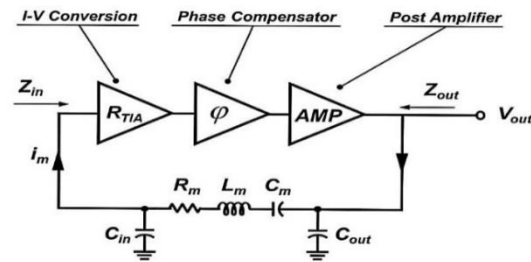 I-V Conversion
Phase Compensator
Post Amplifier
Z_in
Z_out
R_TIA
φ
AMP
V_out
i_m
R_m
L_m
C_m
C_in
C_out